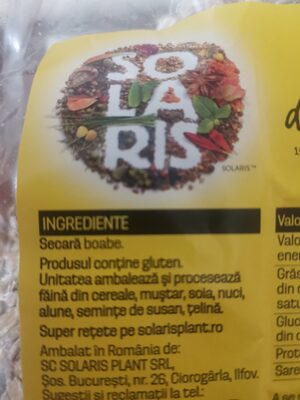 SO
LA
RIS
SOLARIS™
d
INGREDIENTE
Secară boabe.
Produsul conține gluten.
Unitatea ambalează și procesează
făină din cereale, muștar, soia, nuci,
alune, semințe de susan, țelină.
Super rețete pe solarisplant.ro
Ambalat în România de:
SC SOLARIS PLANT SRL,
Șos. București, nr. 26, Ciorogârla, Ilfov.
Sugestii și reclamații la tel.:
Valo
Valo
ener
Grăs
din c
satu
Gluc
din c
Prot
Sare